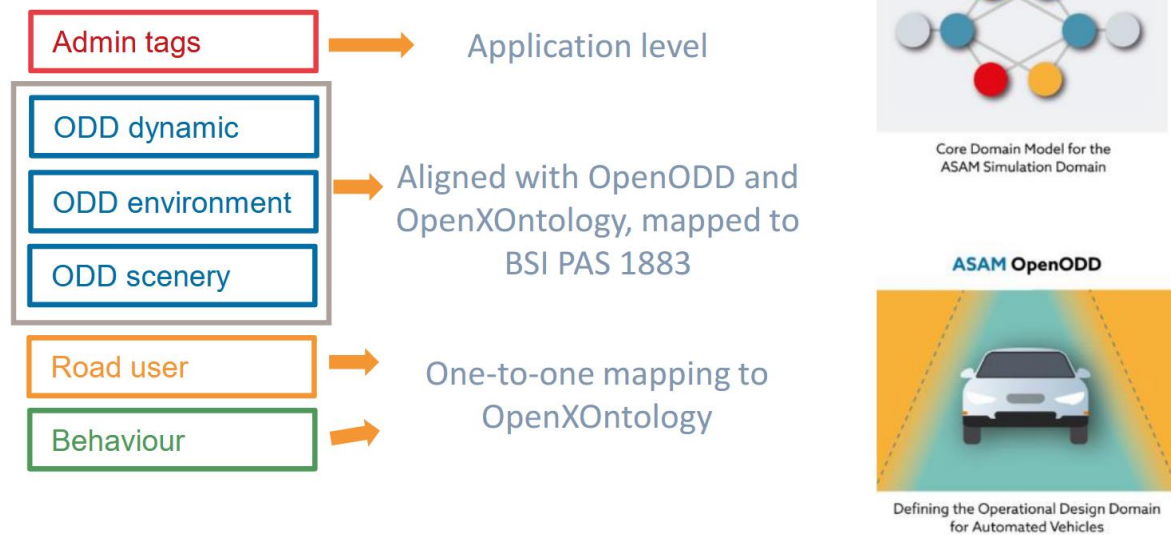 Admin tags
Application level
ODD dynamic
ODD environment
ODD scenery
Aligned with OpenODD and
OpenXOntology, mapped to
BSI PAS 1883
Road user
Behaviour
One-to-one mapping to
OpenXOntology
Core Domain Model for the
ASAM Simulation Domain
ASAM OpenODD
Defining the Operational Design Domain
for Automated Vehicles